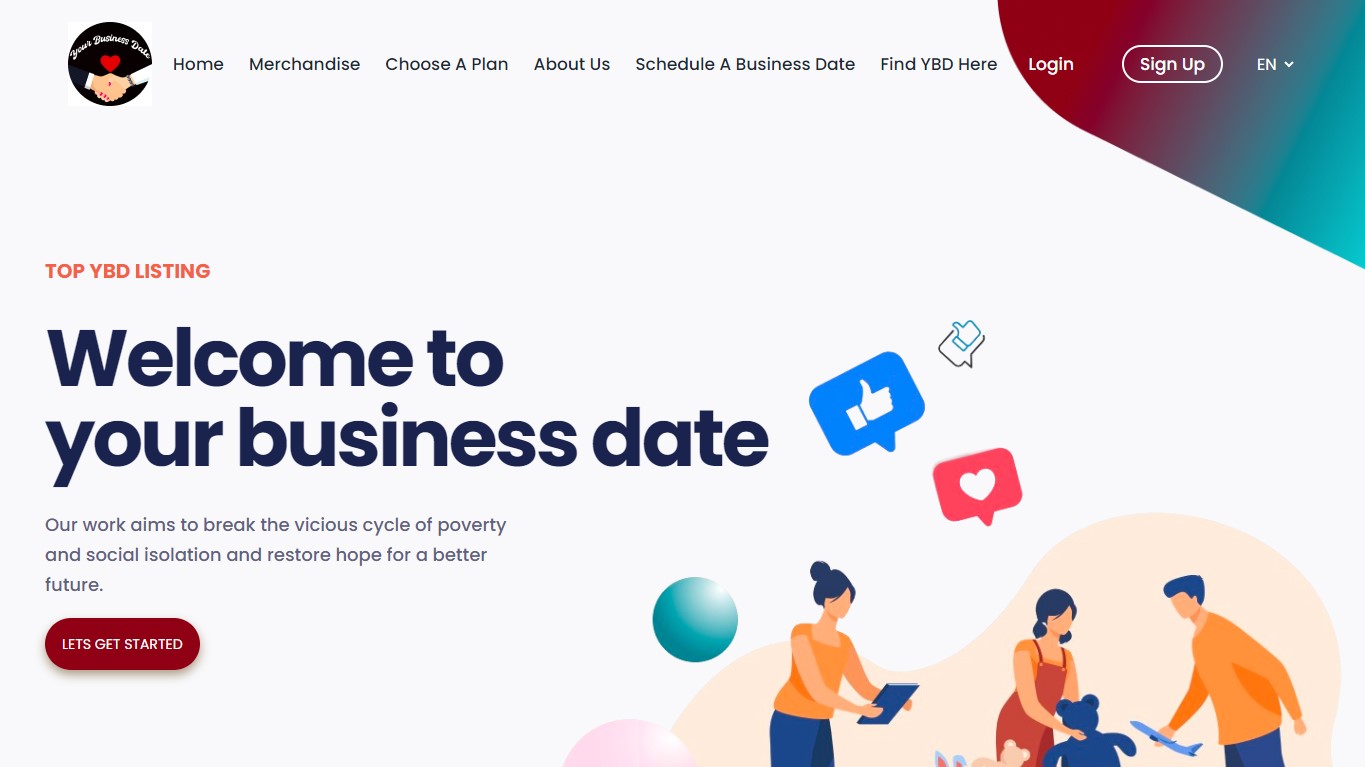 Your Business Date
Home Merchandise Choose A Plan About Us Schedule A Business Date Find YBD Here Login Sign Up EN
TOP YBD LISTING
Welcome to
your business date
Our work aims to break the vicious cycle of poverty
and social isolation and restore hope for a better
future.
LETS GET STARTED